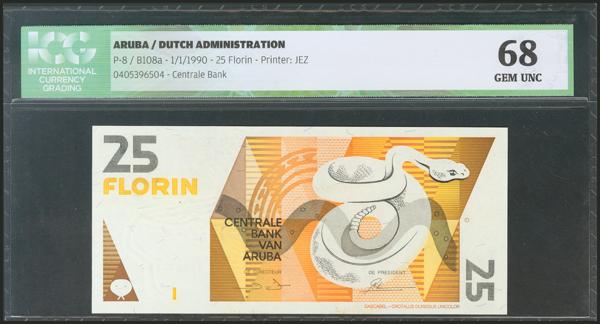 ICG
INTERNATIONAL
CURRENCY
GRADING
ARUBA / DUTCH ADMINISTRATION
P-8 / B108a - 1/1/1990 - 25 Florin - Printer: JEZ
0405396504 - Centrale Bank
68
GEM UNC
25
FLORIN
CENTRALE
BANK
VAN
ARUBA
DE PRESIDENT
25
CASCABEL - CROTALUS DURISSUS UNICOLOR